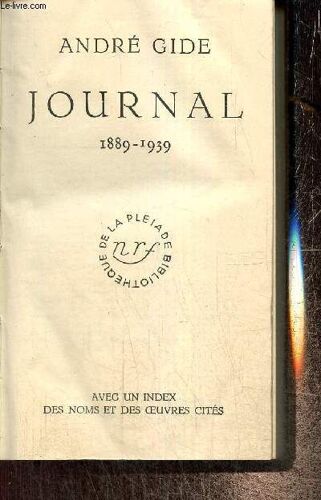 Le-livre.com
ANDRÉ GIDE
JOURNAL
1889-1939
BIBLIOTHÈQUE DE LA PLEIADE
nrf
AVEC UN INDEX
DES NOMS ET DES ŒUVRES CITÉS